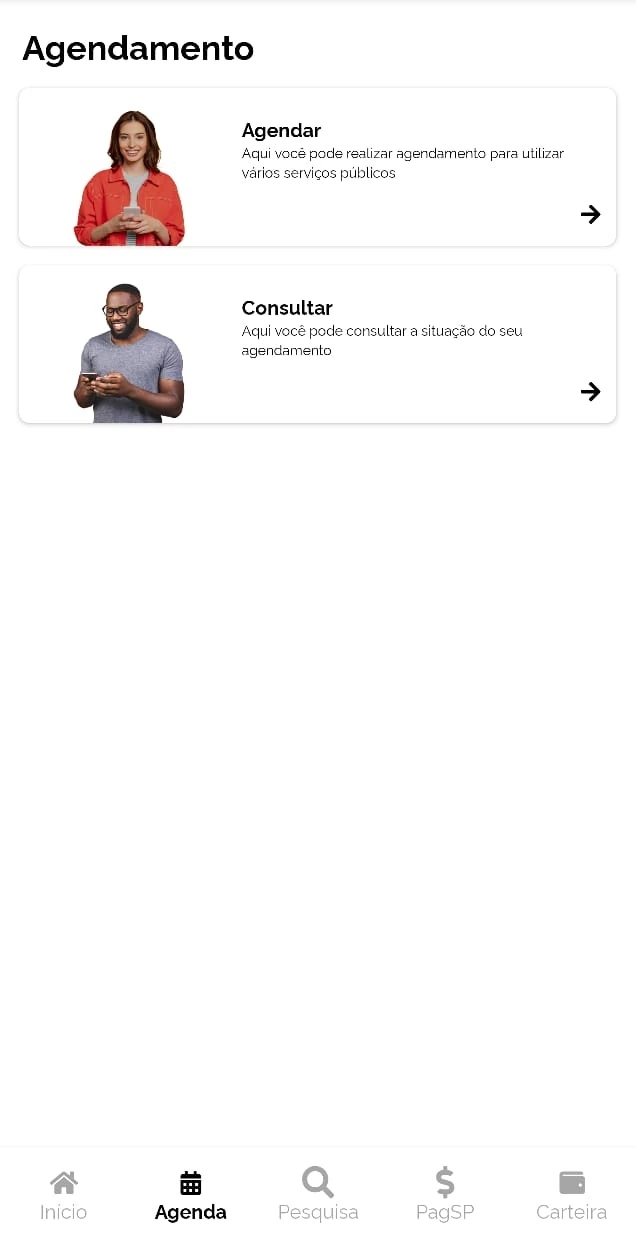 Agendamento
Agendar
Aqui você pode realizar agendamento para utilizar
vários serviços públicos
Consultar
Aqui você pode consultar a situação do seu
agendamento
Início
Agenda
Pesquisa
PagSP
Carteira